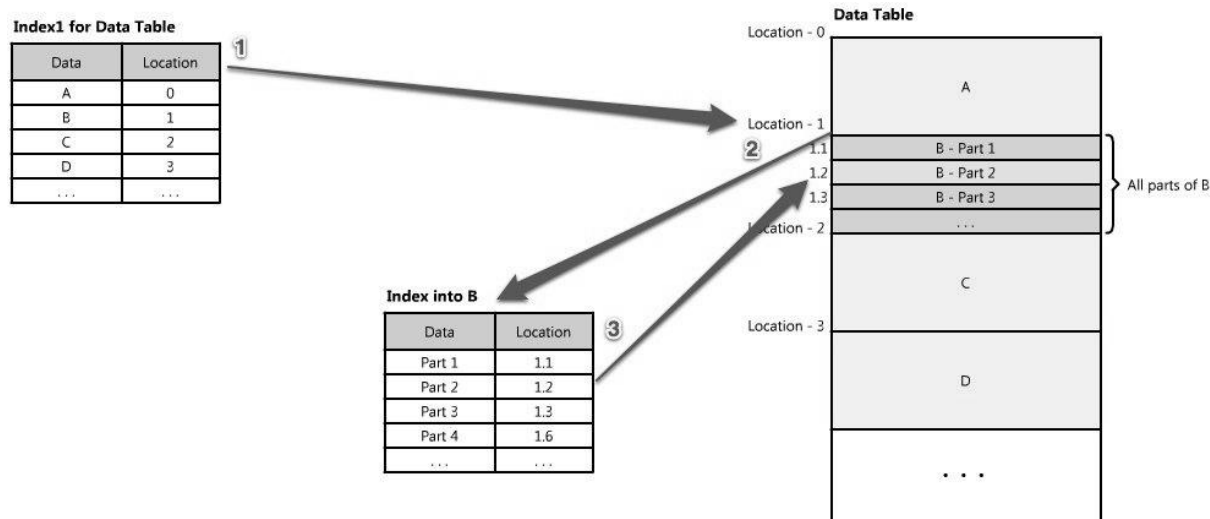 Index1 for Data Table
Data Location
A 0
B 1
C 2
D 3
. . . . . .
1
Data Table
Location - 0
A
Location - 1
2
1.1 B - Part 1
1.2 B - Part 2
1.3 B - Part 3
. . .
All parts of B
Location - 2
C
Location - 3
D
. . .
Index into B
Data Location
Part 1 1.1
Part 2 1.2
Part 3 1.3
Part 4 1.6
. . . . . .
3